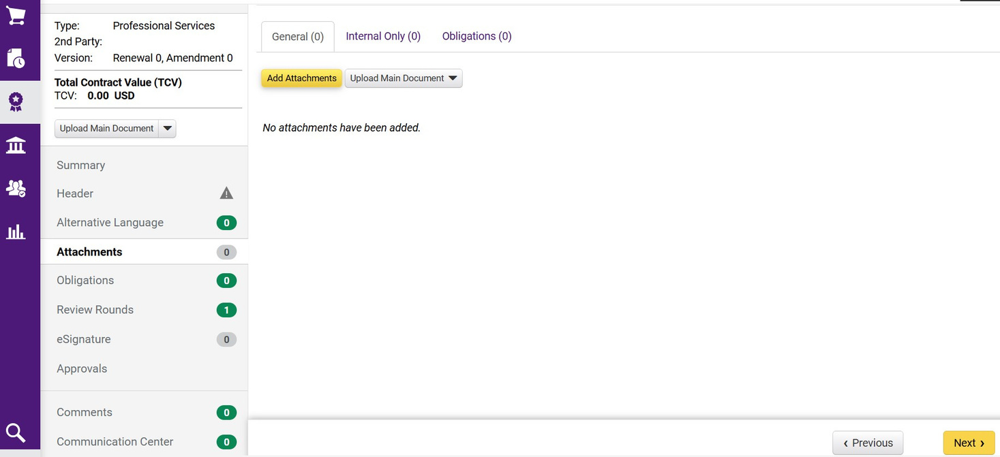 Type: Professional Services
2nd Party:
Version: Renewal 0, Amendment 0
Total Contract Value (TCV)
TCV: 0.00 USD
Upload Main Document
Summary
Header
Alternative Language 0
Attachments 0
Obligations 0
Review Rounds 1
eSignature 0
Approvals
Comments 0
Communication Center 0
General (0) Internal Only (0) Obligations (0)
Add Attachments Upload Main Document
No attachments have been added.
‹ Previous Next ›